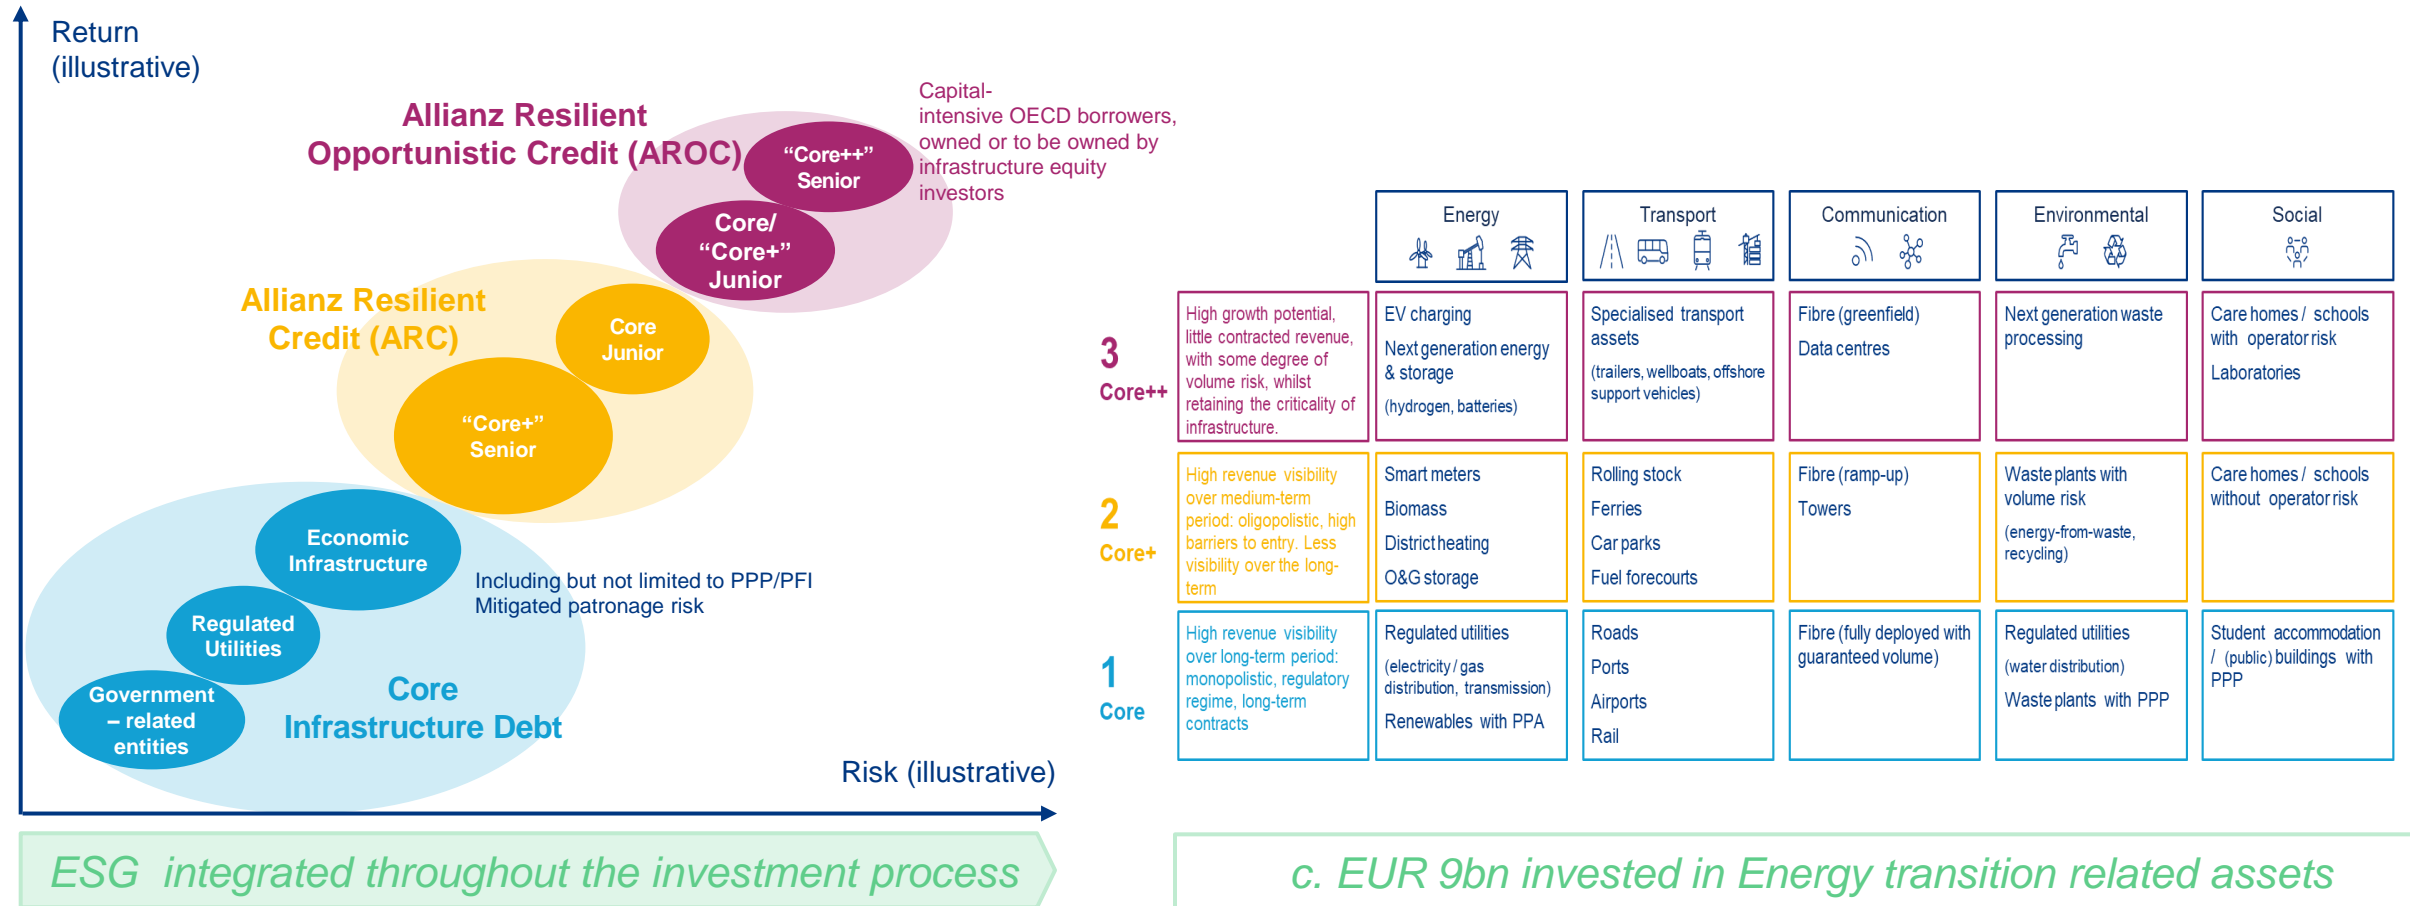 Return
(illustrative)
Allianz Resilient
Opportunistic Credit (AROC)
“Core++”
Senior
Core/
“Core+”
Junior
Capital-
intensive OECD borrowers,
owned or to be owned by
infrastructure equity
investors
Allianz Resilient
Credit (ARC)
Core
Junior
“Core+”
Senior
Economic
Infrastructure
Including but not limited to PPP/PFI
Mitigated patronage risk
Regulated
Utilities
Government
– related
entities
Core
Infrastructure Debt
Risk (illustrative)
Energy
Transport
Communication
Environmental
Social
3
Core++
High growth potential,
little contracted revenue,
with some degree of
volume risk, whilst
retaining the criticality of
infrastructure.
EV charging
Next generation energy
& storage
(hydrogen, batteries)
Specialised transport
assets
(trailers, wellboats, offshore
support vehicles)
Fibre (greenfield)
Data centres
Next generation waste
processing
Care homes / schools
with operator risk
Laboratories
2
Core+
High revenue visibility
over medium-term
period: oligopolistic, high
barriers to entry. Less
visibility over the long-
term
Smart meters
Biomass
District heating
O&G storage
Rolling stock
Ferries
Car parks
Fuel forecourts
Fibre (ramp-up)
Towers
Waste plants with
volume risk
(energy-from-waste,
recycling)
Care homes / schools
without operator risk
1
Core
High revenue visibility
over long-term period:
monopolistic, regulatory
regime, long-term
contracts
Regulated utilities
(electricity / gas
distribution, transmission)
Renewables with PPA
Roads
Ports
Airports
Rail
Fibre (fully deployed with
guaranteed volume)
Regulated utilities
(water distribution)
Waste plants with PPP
Student accommodation
/ (public) buildings with
PPP
ESG integrated throughout the investment process
c. EUR 9bn invested in Energy transition related assets